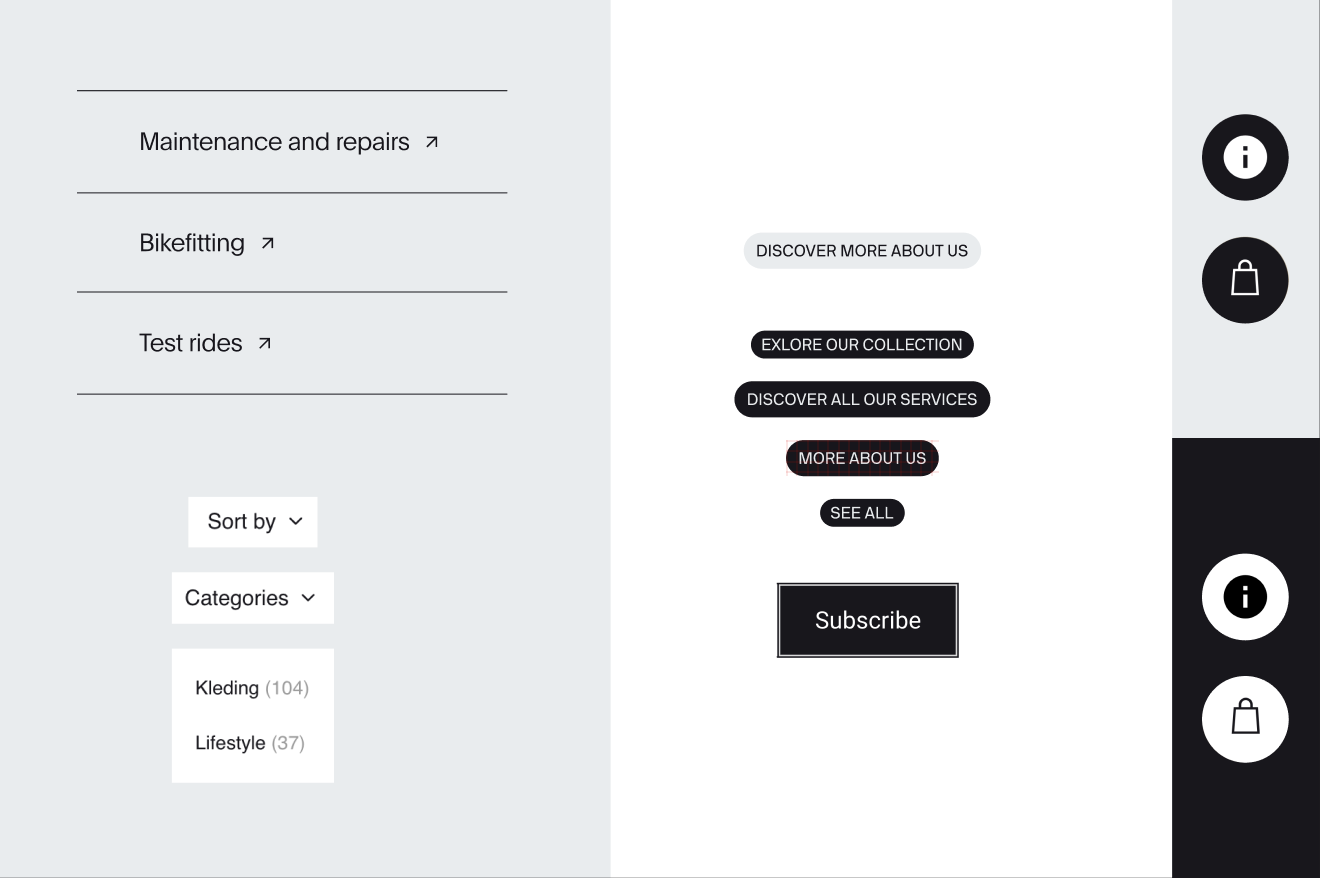 Maintenance and repairs
Bikefitting
Test rides
Sort by
Categories
Kleding (104)
Lifestyle (37)
DISCOVER MORE ABOUT US
EXLORE OUR COLLECTION
DISCOVER ALL OUR SERVICES
MORE ABOUT US
SEE ALL
Subscribe